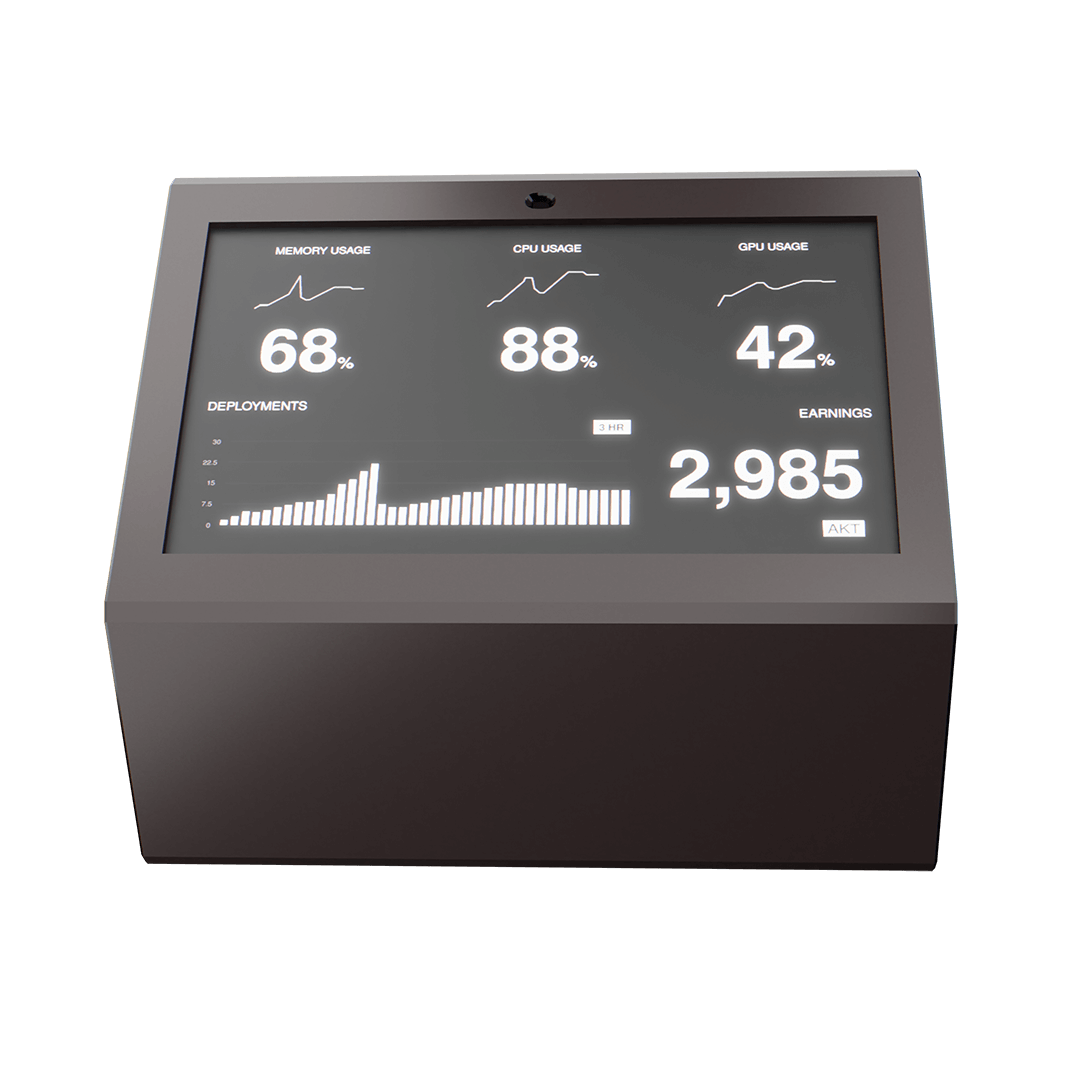 MEMORY USAGE
CPU USAGE
GPU USAGE
68%
88%
42%
DEPLOYMENTS
EARNINGS
3 HR
30
22.5
15
7.5
0
2,985
AKT